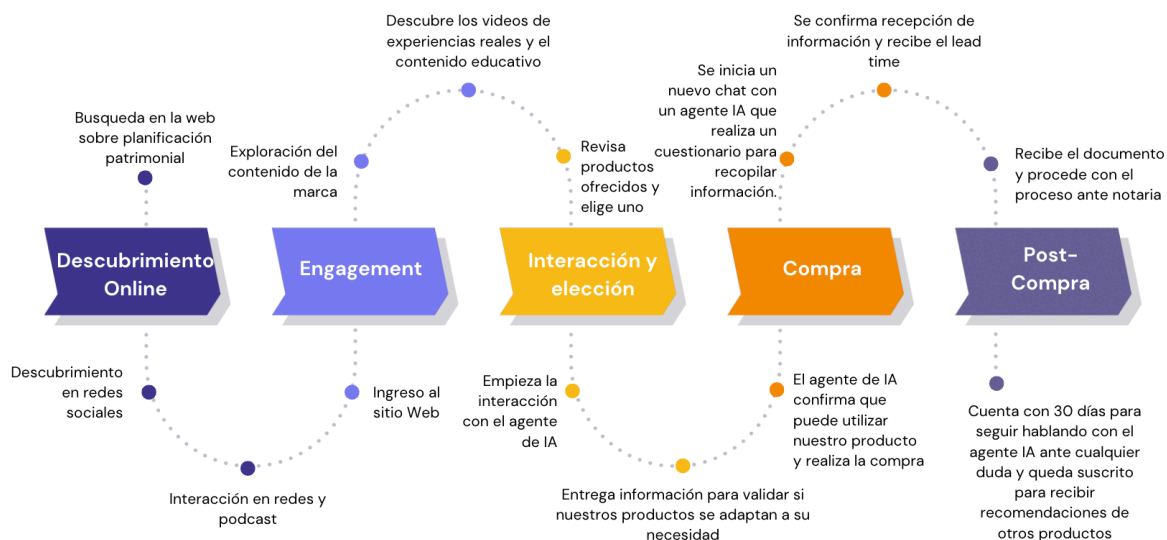 Busqueda en la web
sobre planificación
patrimonial
Descubrimiento
Online
Descubrimiento
en redes
sociales
Interacción en redes y
podcast
Ingreso al
sitio Web
Engagement
Exploración del
contenido de la
marca
Descubre los videos de
experiencias reales y el
contenido educativo
Revisa
productos
ofrecidos y
elige uno
Interacción y
elección
Empieza la
interacción
con el agente
de IA
Entrega información para validar si
nuestros productos se adaptan a su
necesidad
El agente de IA
confirma que
puede utilizar
nuestro producto
y realiza la compra
Compra
Se inicia un
nuevo chat con
un agente IA que
realiza un
cuestionario para
recopilar
información.
Se confirma recepción de
información y recibe el lead
time
Recibe el documento
y procede con el
proceso ante notaria
Post-
Compra
Cuenta con 30 días para
seguir hablando con el
agente IA ante cualquier
duda y queda suscrito
para recibir
recomendaciones de
otros productos